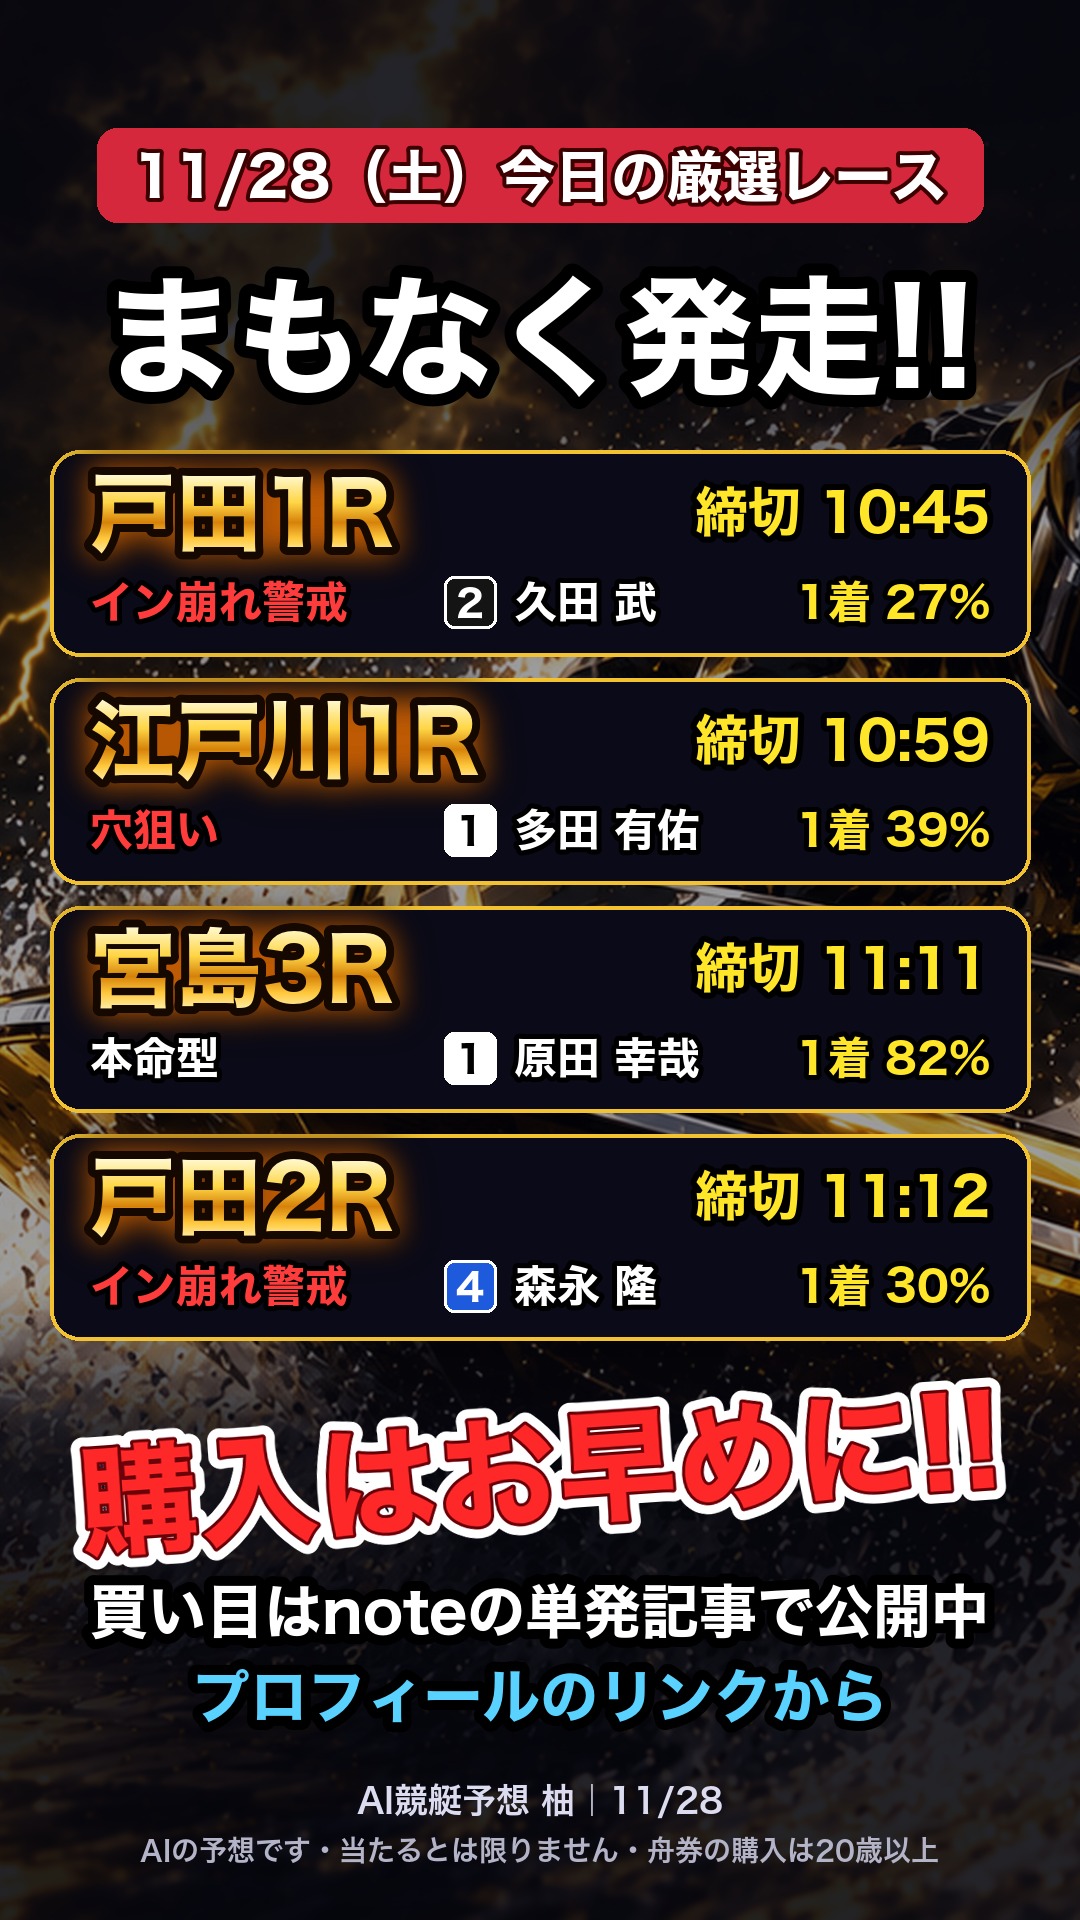 11/28（土）今日の厳選レース
まもなく発走!!
戸田1R 締切 10:45
イン崩れ警戒 2 久田 武 1着 27%
江戸川1R 締切 10:59
穴狙い 1 多田 有佑 1着 39%
宮島3R 締切 11:11
本命型 1 原田 幸哉 1着 82%
戸田2R 締切 11:12
イン崩れ警戒 4 森永 隆 1着 30%
購入はお早めに!!
買い目はnoteの単発記事で公開中
プロフィールのリンクから
AI競艇予想 柚｜11/28
AIの予想です・当たるとは限りません・舟券の購入は20歳以上